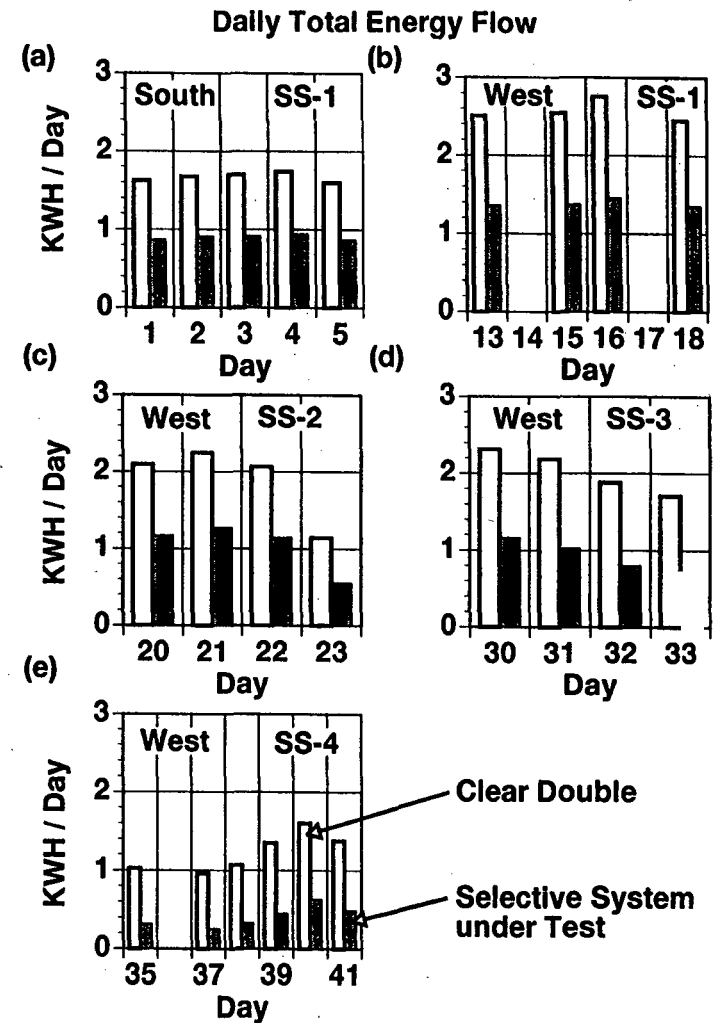 Daily Total Energy Flow
(a)
3
2
1
0
KWH / Day
South SS-1
1 2 3 4 5
Day
(b)
3
2
1
0
West SS-1
13 14 15 16 17 18
Day
(c)
3
2
1
0
KWH / Day
West SS-2
20 21 22 23
Day
(d)
3
2
1
0
West SS-3
30 31 32 33
Day
(e)
3
2
1
0
KWH / Day
West SS-4
35 37 39 41
Day
Clear Double
Selective System
under Test